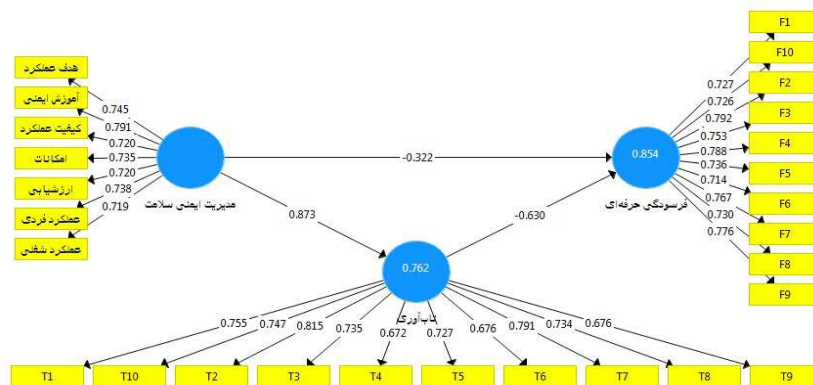 هدف عملکرد
آموزش ایمنی
کیفیت عملکرد
امکانات
ارزشیابی
عملکرد فردی
عملکرد شغلی
0.745
0.791
0.720
0.735
0.720
0.738
0.719
مدیریت ایمنی سلامت
-0.322
0.873
-0.630
0.854
فرسودگی حرفه‌ای
0.727
0.726
0.792
0.753
0.788
0.736
0.714
0.767
0.730
0.776
F1
F10
F2
F3
F4
F5
F6
F7
F8
F9
0.762
تاب‌آوری
0.755
0.747
0.815
0.735
0.672
0.727
0.676
0.791
0.734
0.676
T1
T10
T2
T3
T4
T5
T6
T7
T8
T9